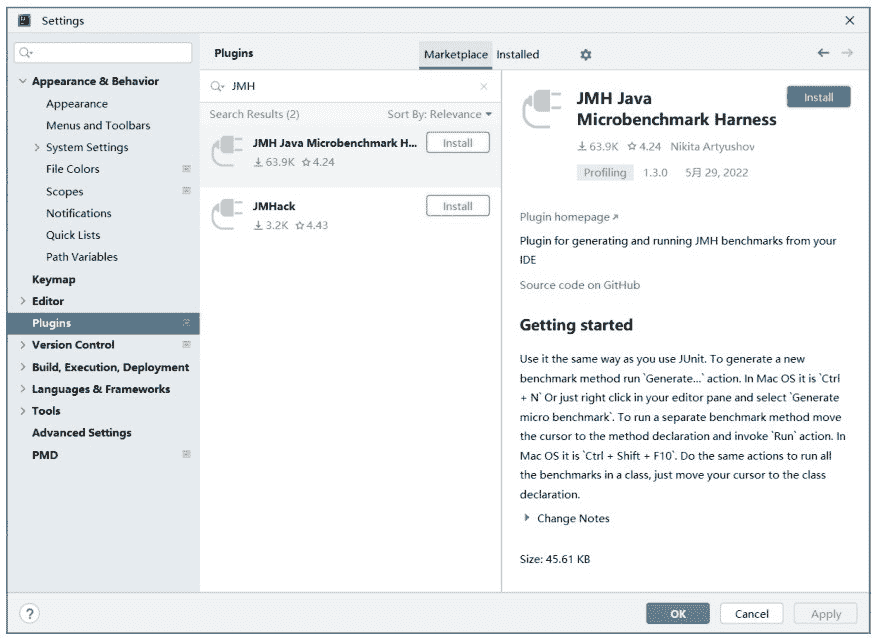 Settings
Appearance & Behavior
Appearance
Menus and Toolbars
System Settings
File Colors
Scopes
Notifications
Quick Lists
Path Variables
Keymap
Editor
Plugins
Version Control
Build, Execution, Deployment
Languages & Frameworks
Tools
Advanced Settings
PMD
Plugins
Marketplace
Installed
JMH
Search Results (2)
Sort By: Relevance
JMH Java Microbenchmark H...
Install
63.9K 4.24
JMHack
Install
3.2K 4.43
JMH Java
Microbenchmark Harness
Install
63.9K 4.24 Nikita Artyushov
Profiling 1.3.0 5月 29, 2022
Plugin homepage
Plugin for generating and running JMH benchmarks from your
IDE
Source code on GitHub
Getting started
Use it the same way as you use JUnit. To generate a new
benchmark method run `Generate...` action. In Mac OS it is `Ctrl
+ N` Or just right click in your editor pane and select `Generate
micro benchmark`. To run a separate benchmark method move
the cursor to the method declaration and invoke `Run` action. In
Mac OS it is `Ctrl + Shift + F10`. Do the same actions to run all
the benchmarks in a class, just move your cursor to the class
declaration.
Change Notes
Size: 45.61 KB
?
OK
Cancel
Apply